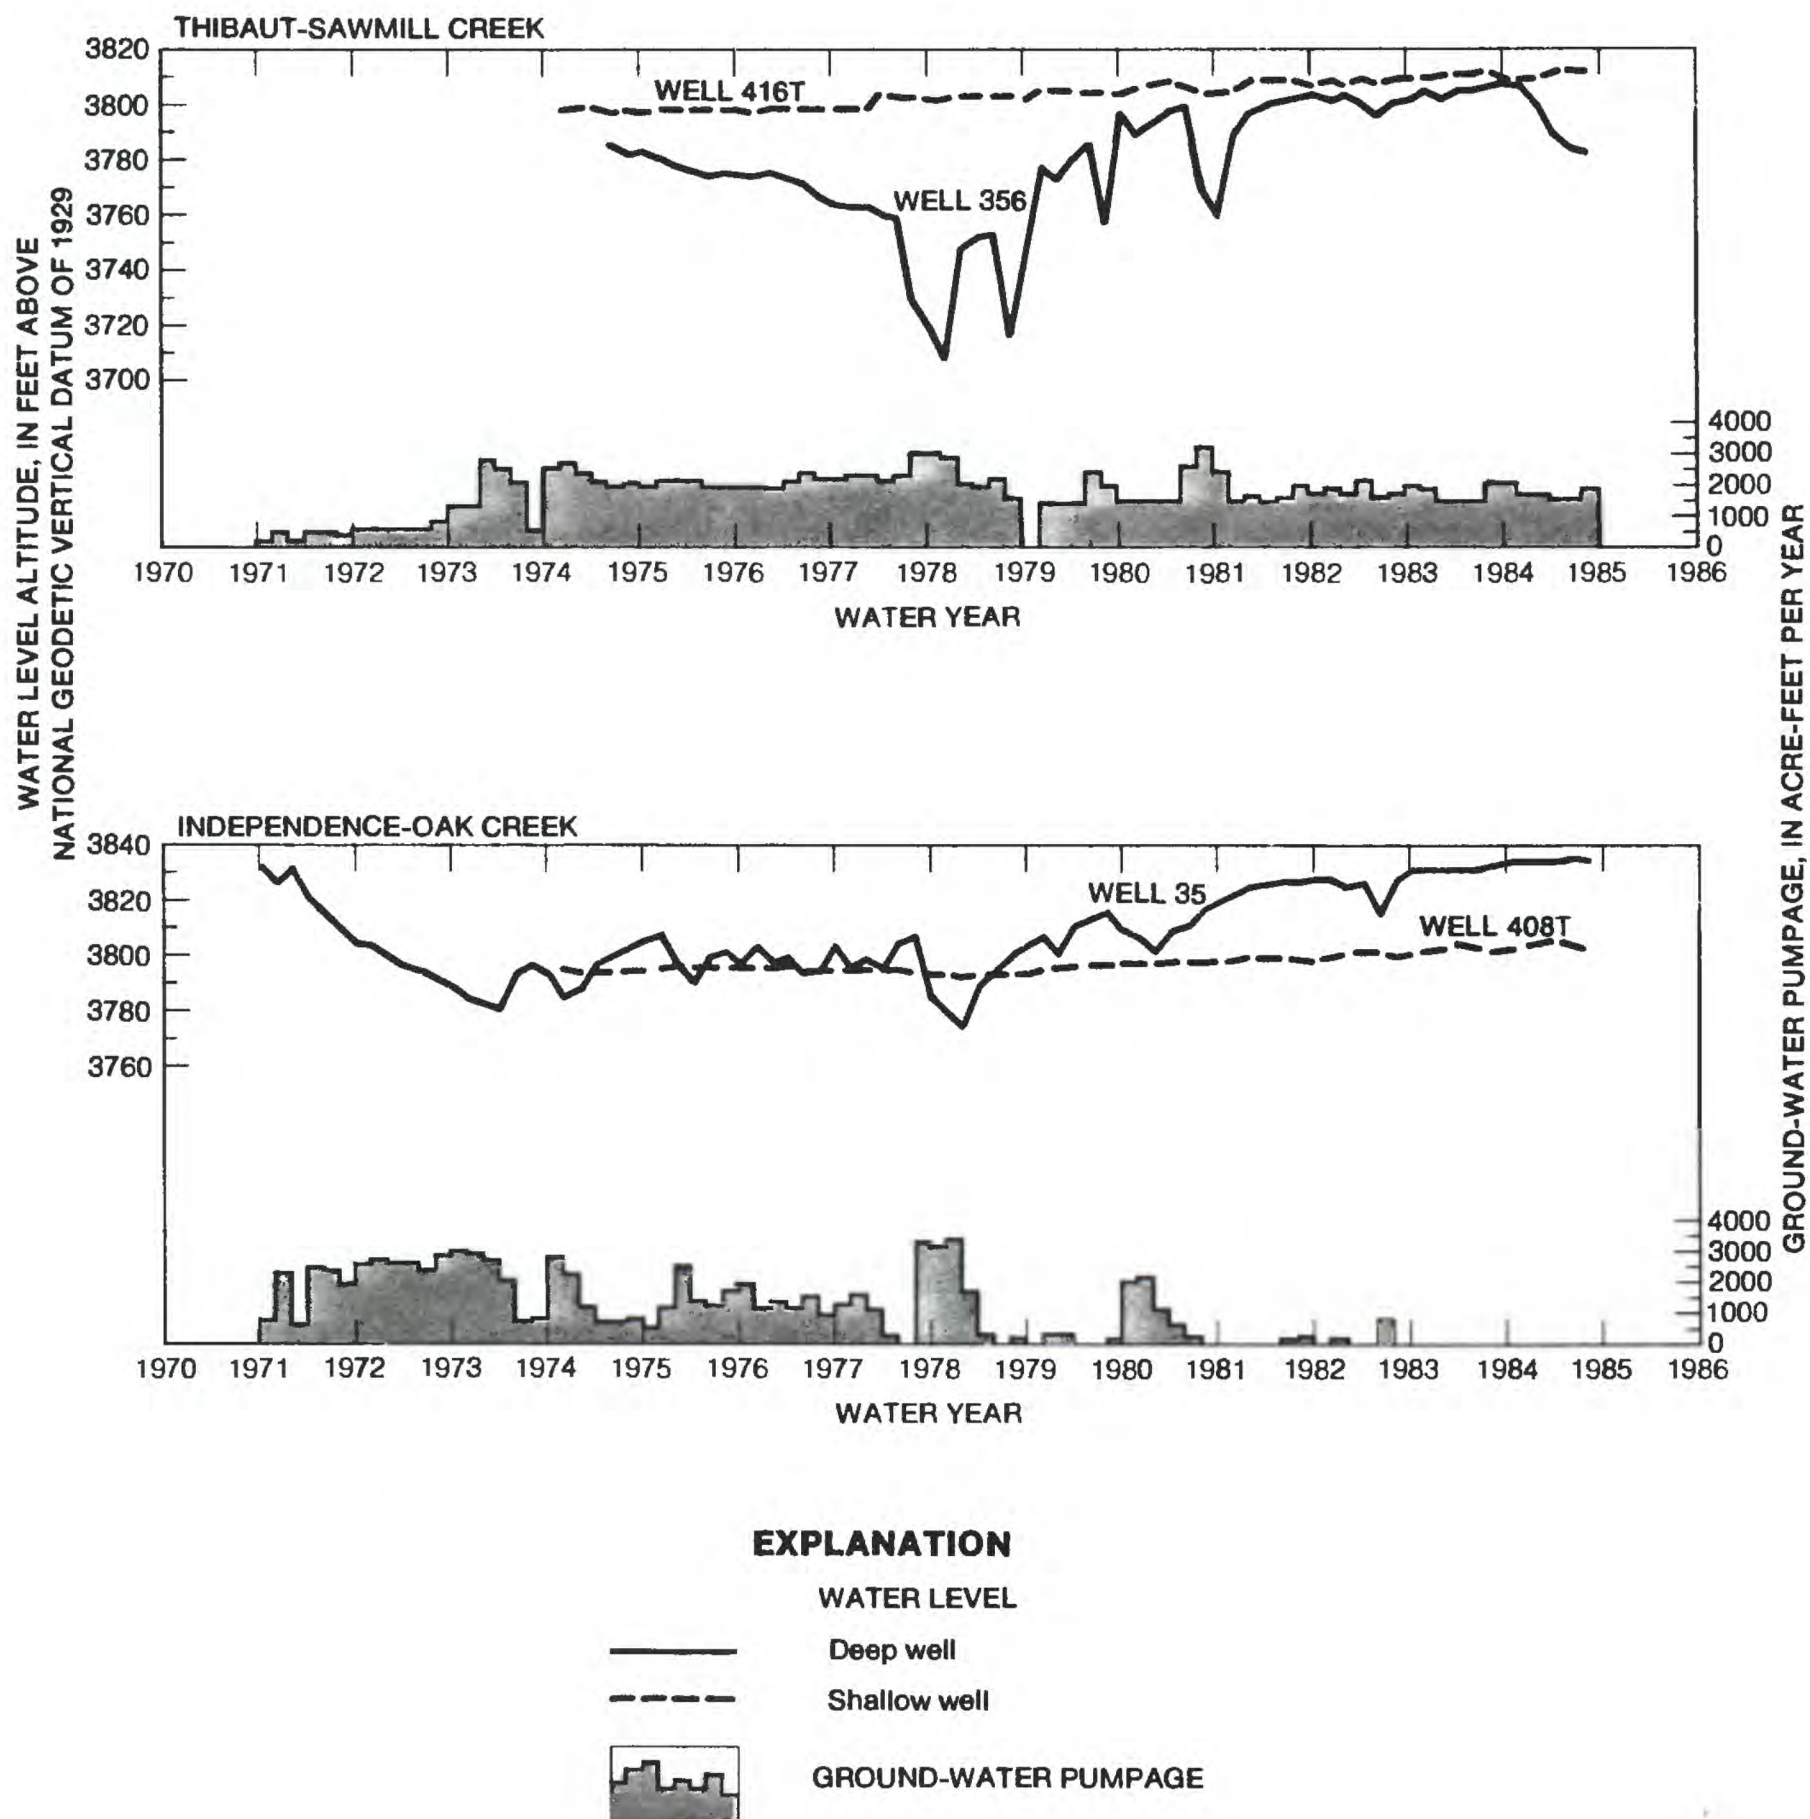 THIBAUT-SAWMILL CREEK
3820
3800
3780
3760
3740
3720
3700
WELL 416T
WELL 356
4000
3000
2000
1000
0
1970 1971 1972 1973 1974 1975 1976 1977 1978 1979 1980 1981 1982 1983 1984 1985 1986
WATER YEAR
WATER LEVEL ALTITUDE, IN FEET ABOVE
NATIONAL GEODETIC VERTICAL DATUM OF 1929
GROUND-WATER PUMPAGE, IN ACRE-FEET PER YEAR
INDEPENDENCE-OAK CREEK
3840
3820
3800
3780
3760
WELL 35
WELL 408T
4000
3000
2000
1000
0
1970 1971 1972 1973 1974 1975 1976 1977 1978 1979 1980 1981 1982 1983 1984 1985 1986
WATER YEAR
EXPLANATION
WATER LEVEL
Deep well
Shallow well
GROUND-WATER PUMPAGE